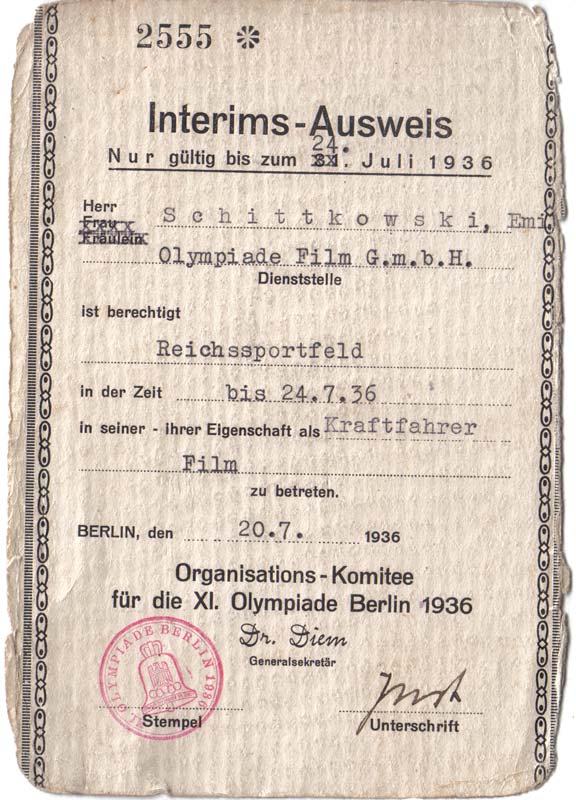 2555 *
Interims-Ausweis
24.
Nur gültig bis zum 31. Juli 1936
Herr
Frau Schittkowski, Emi
Fräulein
Olympiade Film G.m.b.H.
Dienststelle
ist berechtigt
Reichssportfeld
in der Zeit bis 24.7.36
in seiner - ihrer Eigenschaft als Kraftfahrer
Film
zu betreten.
BERLIN, den 20.7. 1936
Organisations-Komitee
für die XI. Olympiade Berlin 1936
Dr. Diem
Generalsekretär
XI. OLYMPIADE BERLIN 1936
Stempel
Unterschrift